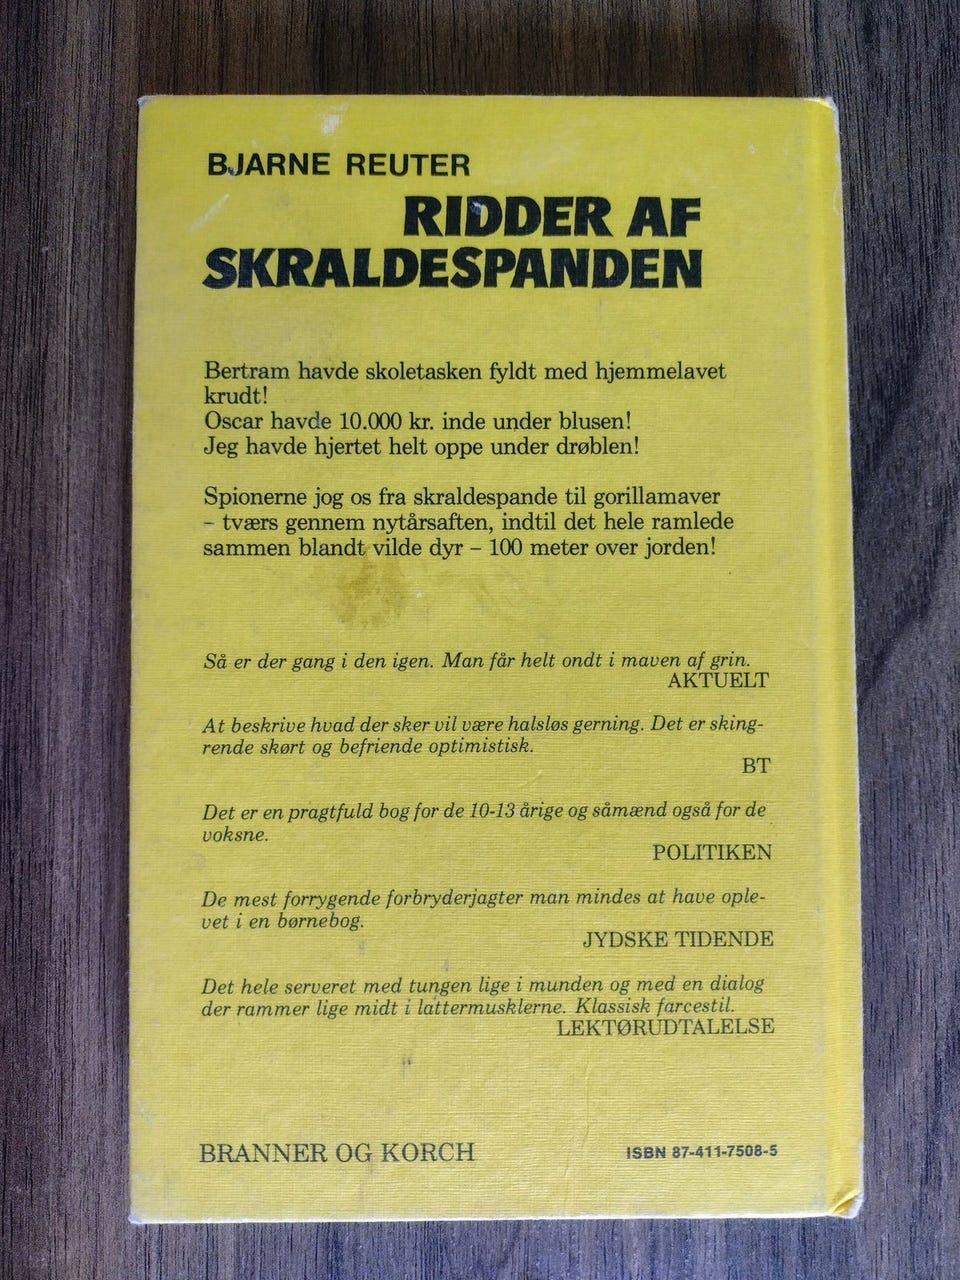 BJARNE REUTER
RIDDER AF
SKRALDESPANDEN
Bertram havde skoletasken fyldt med hjemmelavet
krudt!
Oscar havde 10.000 kr. inde under blusen!
Jeg havde hjertet helt oppe under drøblen!
Spionerne jog os fra skraldespande til gorillamaver
– tværs gennem nytårsaften, indtil det hele ramlede
sammen blandt vilde dyr – 100 meter over jorden!
Så er der gang i den igen. Man får helt ondt i maven af grin.
AKTUELT
At beskrive hvad der sker vil være halsløs gerning. Det er sking-
rende skørt og befriende optimistisk.
BT
Det er en pragtfuld bog for de 10-13 årige og såmænd også for de
voksne.
POLITIKEN
De mest forrygende forbryderjagter man mindes at have ople-
vet i en børnebog.
JYDSKE TIDENDE
Det hele serveret med tungen lige i munden og med en dialog
der rammer lige midt i lattermusklerne. Klassisk farcestil.
LEKTØRUDTALELSE
BRANNER OG KORCH
ISBN 87-411-7508-5